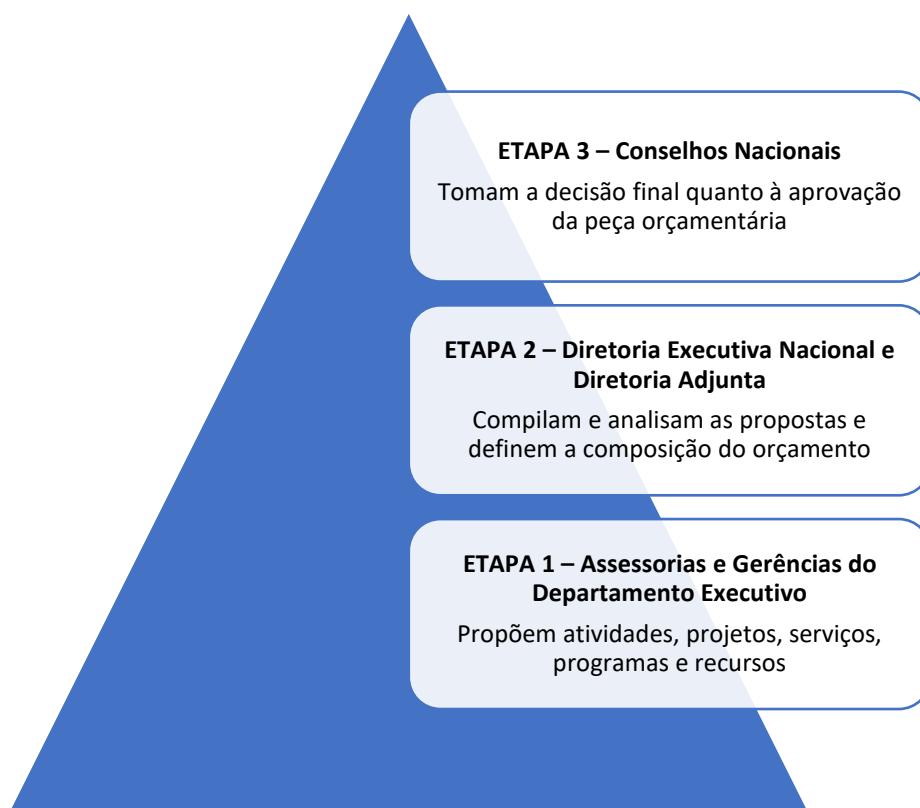 ETAPA 3 – Conselhos Nacionais
Tomam a decisão final quanto à aprovação
da peça orçamentária
ETAPA 2 – Diretoria Executiva Nacional e
Diretoria Adjunta
Compilam e analisam as propostas e
definem a composição do orçamento
ETAPA 1 – Assessorias e Gerências do
Departamento Executivo
Propõem atividades, projetos, serviços,
programas e recursos